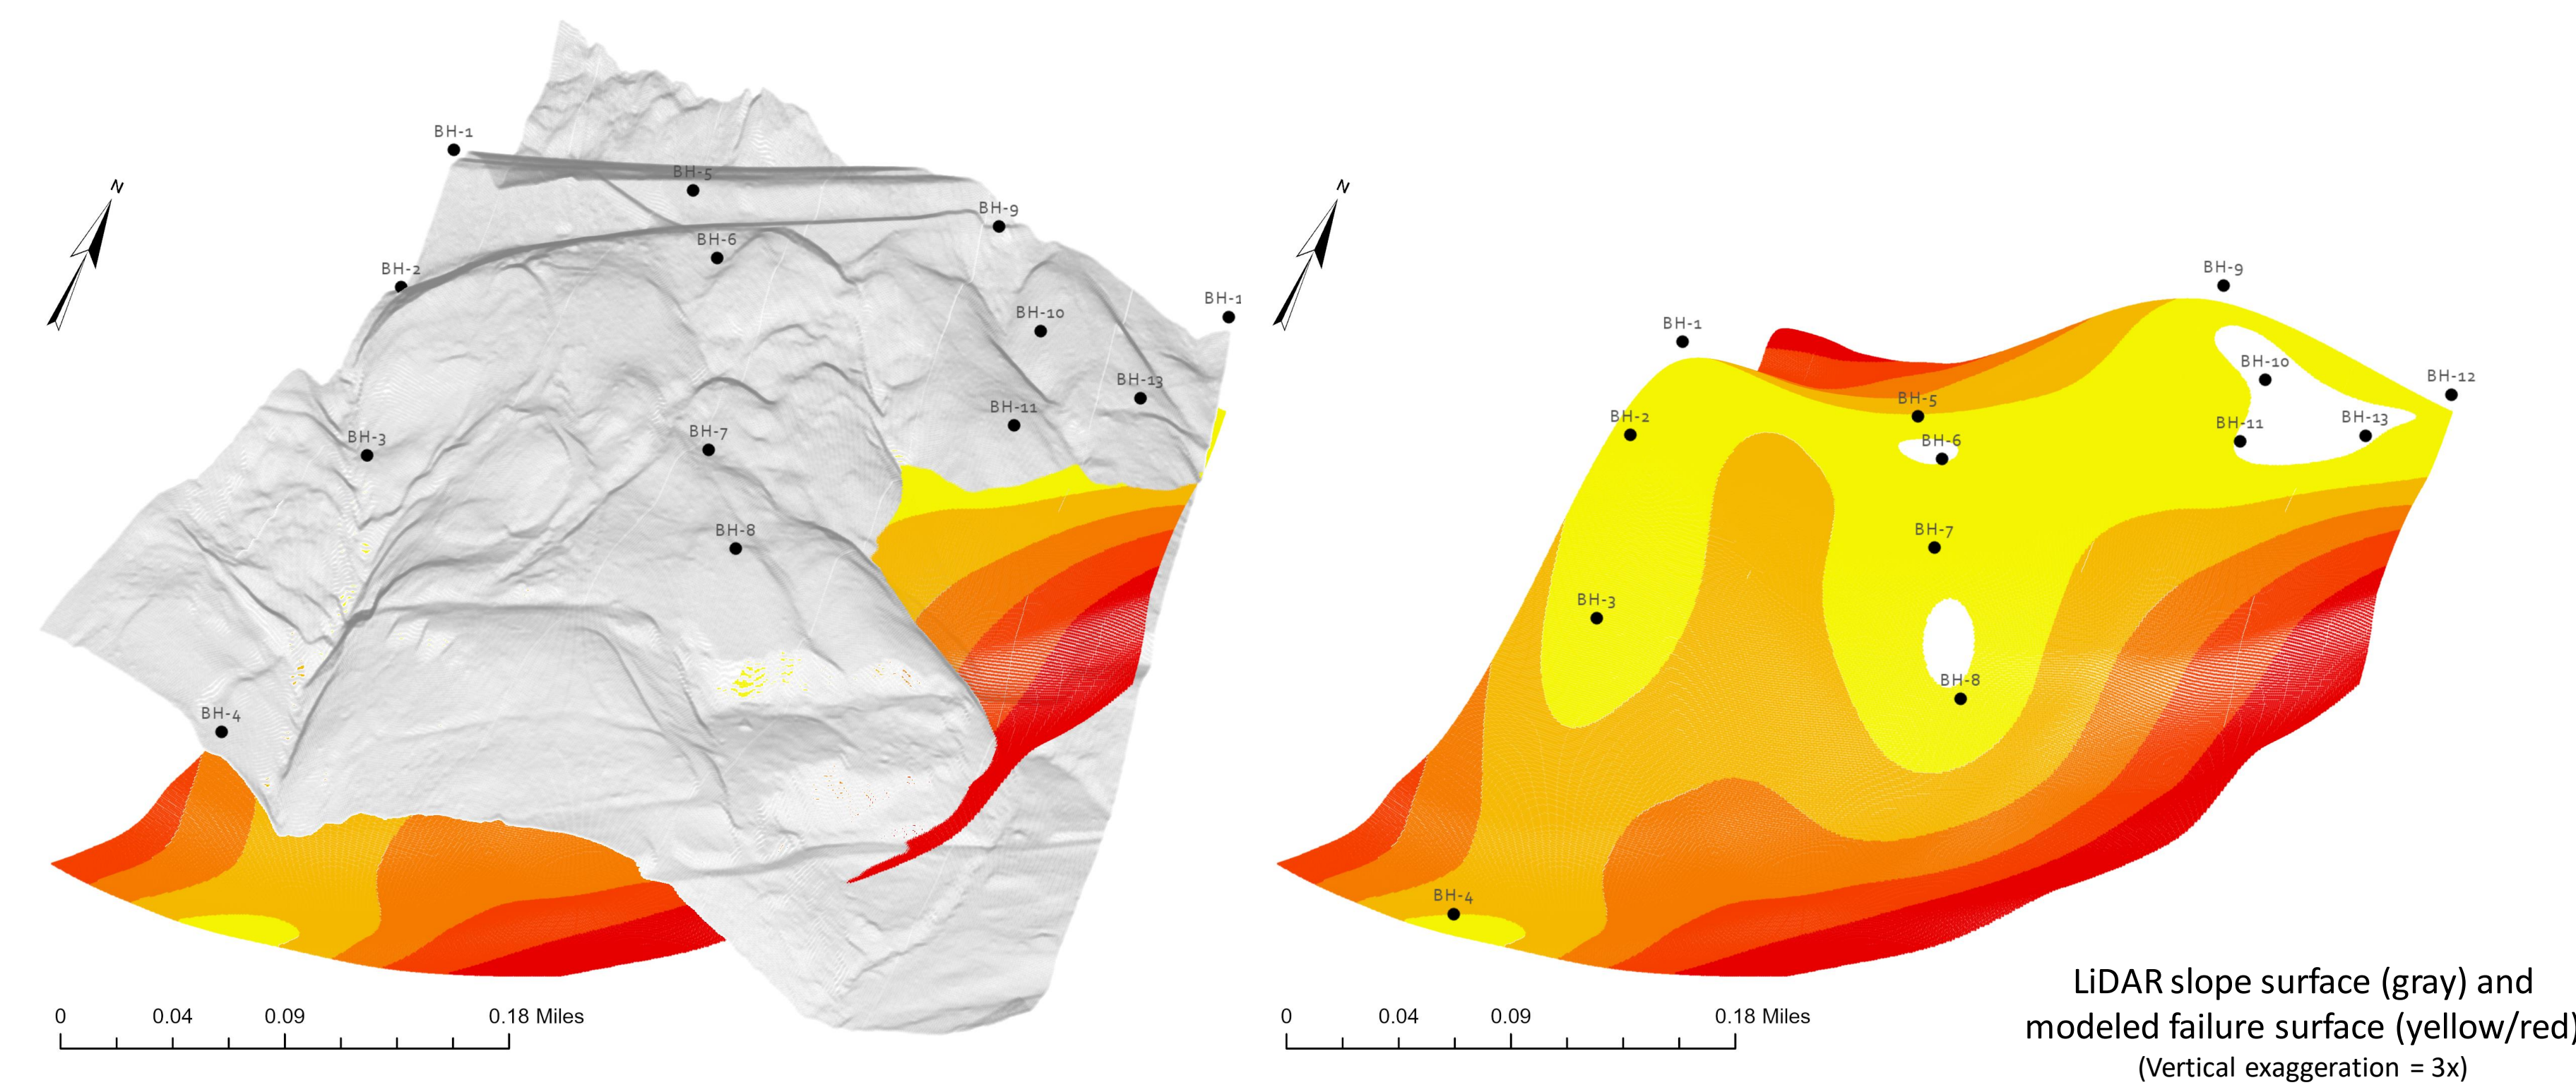 BH-1
BH-5
N
BH-9
BH-6
BH-2
BH-1
BH-10
BH-13
BH-11
BH-7
BH-3
BH-8
BH-4
0 0.04 0.09 0.18 Miles
N
BH-9
BH-1
BH-10
BH-12
BH-5
BH-2
BH-11
BH-13
BH-6
BH-7
BH-3
BH-8
BH-4
0 0.04 0.09 0.18 Miles
LiDAR slope surface (gray) and
modeled failure surface (yellow/red)
(Vertical exaggeration = 3x)